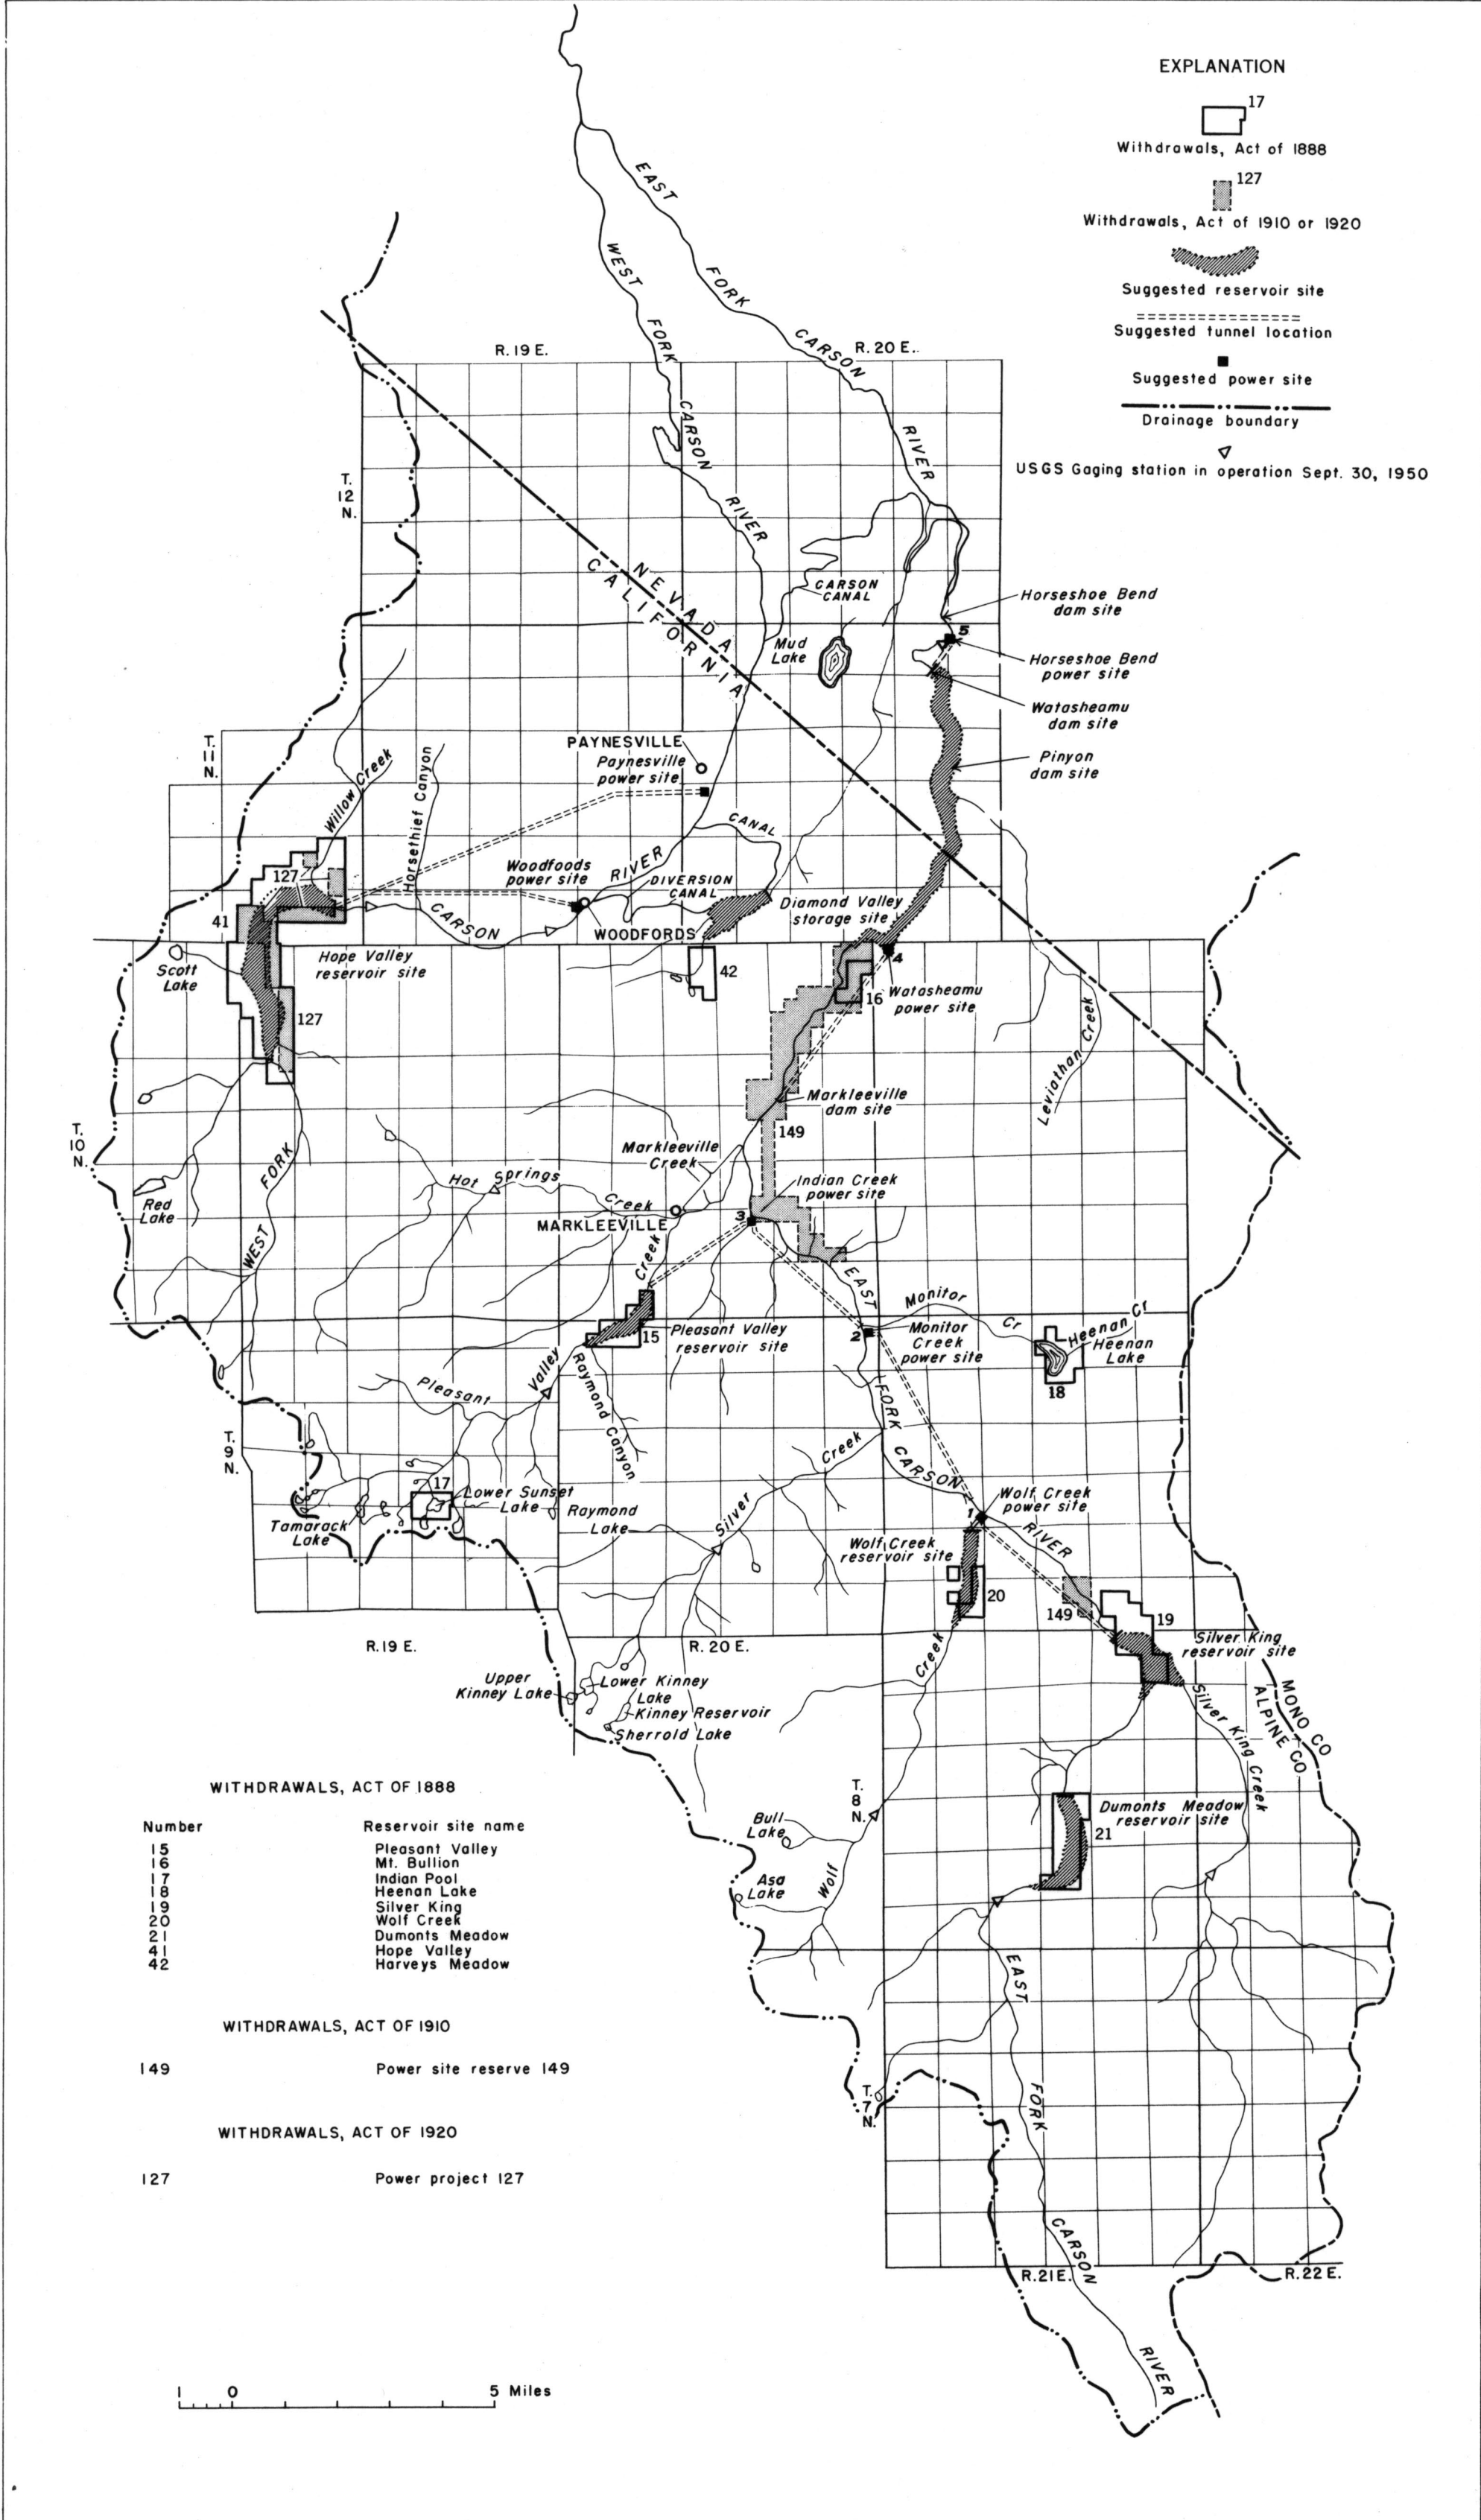 EXPLANATION
17
Withdrawals, Act of 1888
127
Withdrawals, Act of 1910 or 1920
Suggested reservoir site
Suggested tunnel location
Suggested power site
Drainage boundary
USGS Gaging station in operation Sept. 30, 1950
EAST FORK CARSON RIVER
WEST FORK CARSON RIVER
R. 19 E.
R. 20 E.
T.
12
N.
NEVADA
CALIFORNIA
CARSON
CANAL
Mud
Lake
Horseshoe Bend
dam site
5
Horseshoe Bend
power site
Watasheamu
dam site
Pinyon
dam site
T.
11
N.
PAYNESVILLE
Paynesville
power site
Willow Creek
Horsethief Canyon
CANAL
127
41
Woodfoods
power site
RIVER
DIVERSION
CANAL
CARSON
WOODFORDS
Diamond Valley
storage site
4
Scott
Lake
Hope Valley
reservoir site
42
16
Watasheamu
power site
127
Leviathan Creek
Markleeville
dam site
149
T.
10
N.
Markleeville
Creek
Hot Springs Creek
Indian Creek
power site
Red
Lake
WEST FORK
MARKLEEVILLE
3
Creek
EAST
Monitor Cr
Heenan Cr
15
Pleasant Valley
reservoir site
2
Monitor
Creek
power site
Heenan
Lake
18
Pleasant Valley
Raymond Canyon
FORK
T.
9
N.
Silver Creek
CARSON
17
Lower Sunset
Lake
Raymond
Lake
Tamarack
Lake
Wolf Creek
power site
1
RIVER
Wolf Creek
reservoir site
20
149
19
R.19 E.
R. 20 E.
Silver King
reservoir site
Creek
Upper
Kinney Lake
Lower Kinney
Lake
Kinney Reservoir
Sherrold Lake
Silver King Creek
MONO CO
ALPINE CO
T.
8
N.
Bull
Lake
Dumonts Meadow
reservoir site
21
Asa
Lake
Wolf
WITHDRAWALS, ACT OF 1888
Number Reservoir site name
15 Pleasant Valley
16 Mt. Bullion
17 Indian Pool
18 Heenan Lake
19 Silver King
20 Wolf Creek
21 Dumonts Meadow
41 Hope Valley
42 Harveys Meadow
WITHDRAWALS, ACT OF 1910
149 Power site reserve 149
WITHDRAWALS, ACT OF 1920
127 Power project 127
EAST FORK CARSON RIVER
T.
7
N.
R.21E.
R.22E.
1 0 5 Miles